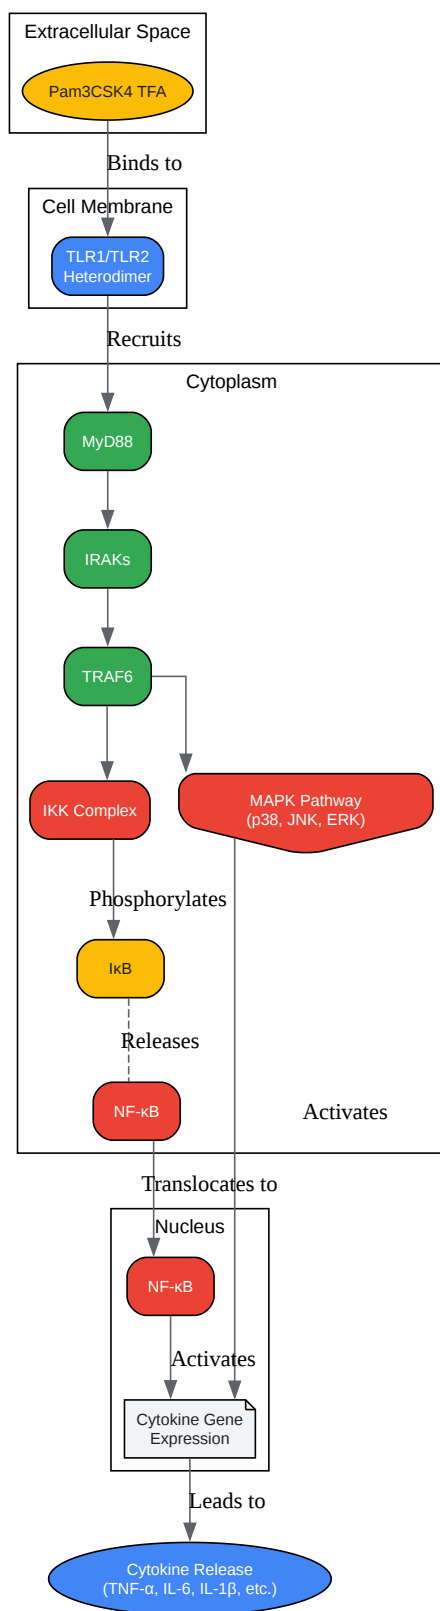 Extracellular Space
Pam3CSK4 TFA
Binds to
Cell Membrane
TLR1/TLR2
Heterodimer
Recruits
Cytoplasm
MyD88
IRAKs
TRAF6
IKK Complex
MAPK Pathway
(p38, JNK, ERK)
Phosphorylates
IκB
Releases
NF-κB
Activates
Translocates to
Nucleus
NF-κB
Activates
Cytokine Gene
Expression
Leads to
Cytokine Release
(TNF-α, IL-6, IL-1β, etc.)